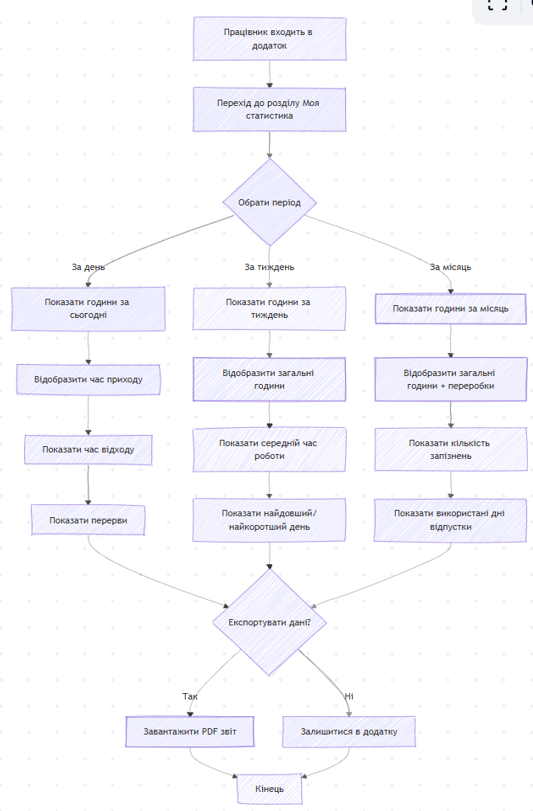 Працівник входить в
додаток
Перехід до розділу Моя
статистика
Обрати період
За день
За тиждень
За місяць
Показати години за
сьогодні
Показати години за
тиждень
Показати години за місяць
Відобразити час приходу
Відобразити загальні
години
Відобразити загальні
години + переробки
Показати час відходу
Показати середній час
роботи
Показати кількість
запізнень
Показати перерви
Показати найдовший/
найкоротший день
Показати використані дні
відпустки
Експортувати дані?
Так
Ні
Завантажити PDF звіт
Залишитися в додатку
Кінець